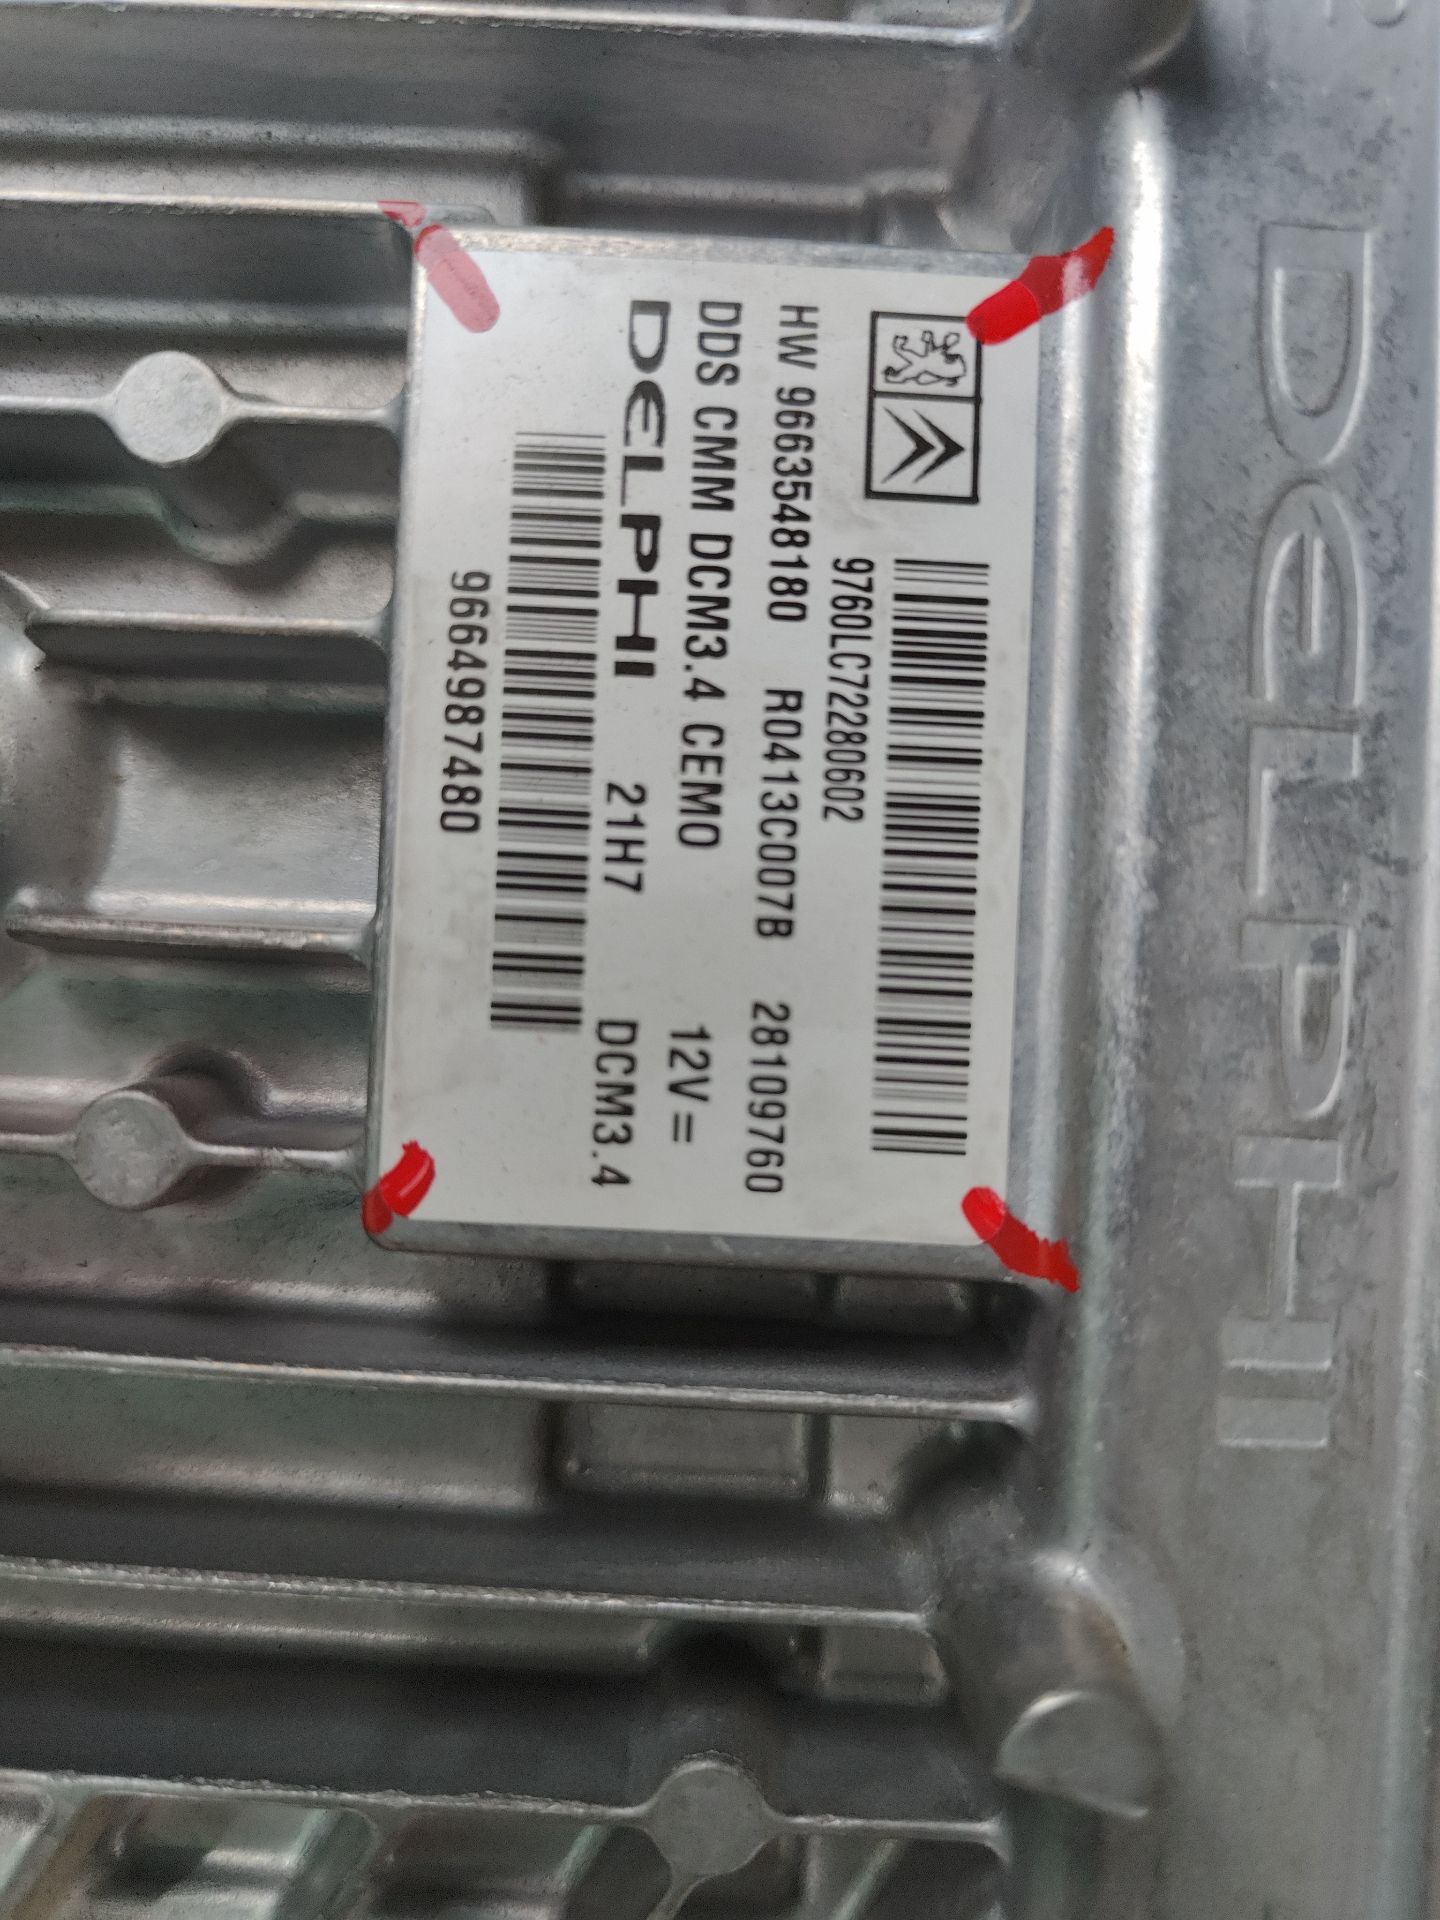 9760LC72280602
HW 9663548180 R0413C007B 28109760
DDS CMM DCM3.4 CEMO 12V=
DELPHI 21H7 DCM3.4
9664987480
DELPHI